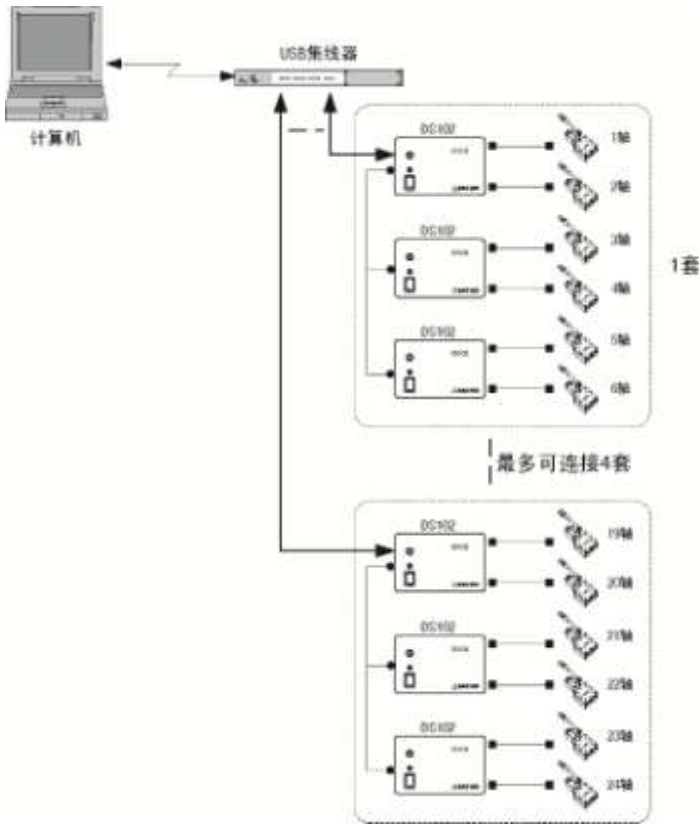 USB集线器
计算机
DS102
1轴
2轴
DS102
3轴
4轴
1套
DS102
5轴
6轴
最多可连接4套
DS102
19轴
20轴
DS102
21轴
22轴
DS102
23轴
24轴